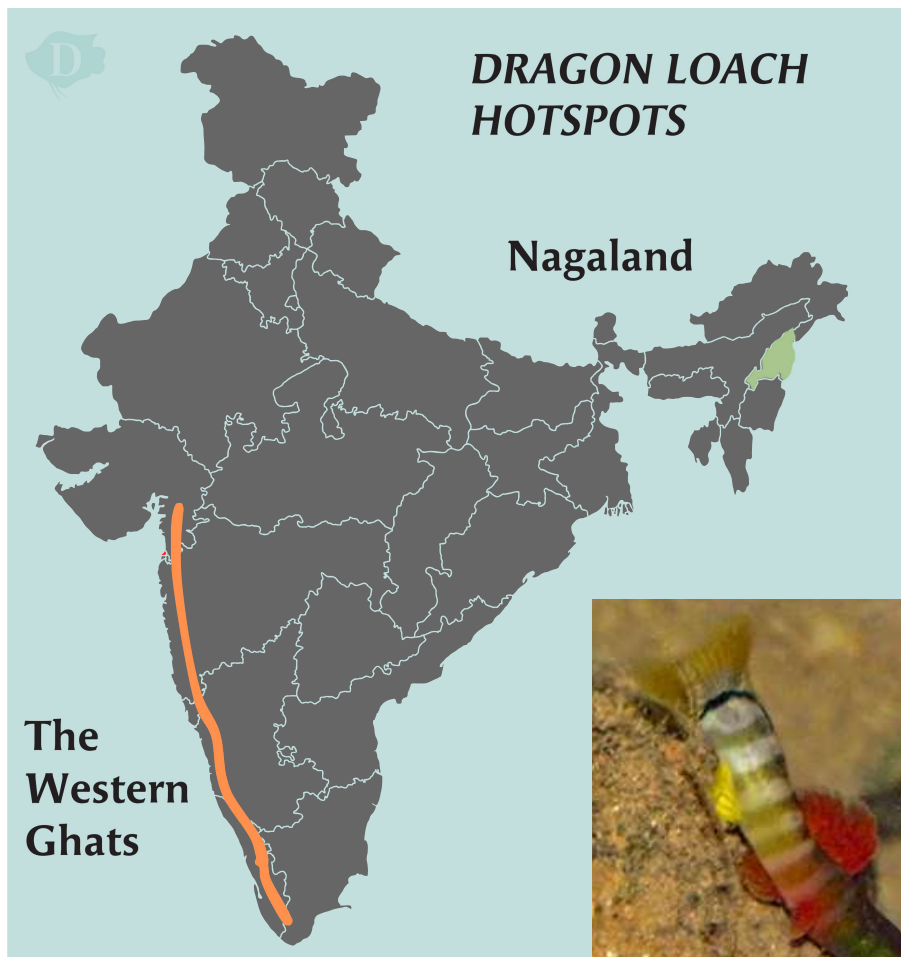 D
DRAGON LOACH
HOTSPOTS
Nagaland
The
Western
Ghats